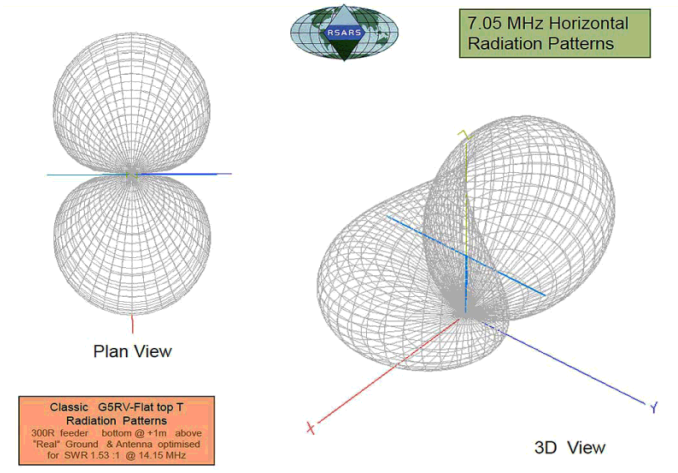 RSARS
7.05 MHz Horizontal
Radiation Patterns
Z
Plan View
X
Y
Classic G5RV-Flat top T
Radiation Patterns
300R feeder bottom @ +1m above
"Real" Ground & Antenna optimised
for SWR 1.53 :1 @ 14.15 MHz
3D View